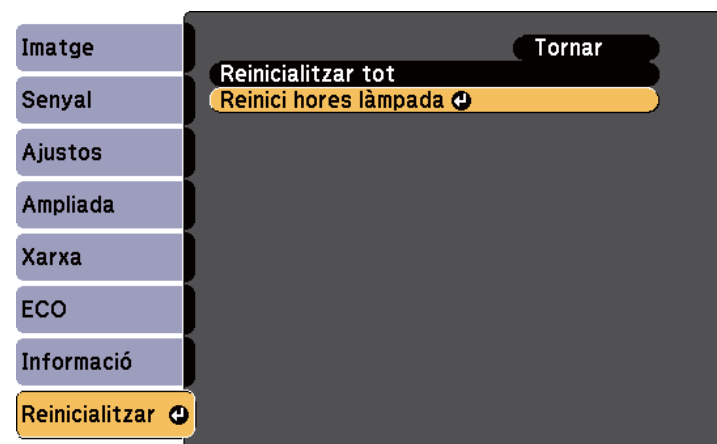 Imatge
Senyal
Ajustos
Ampliada
Xarxa
ECO
Informació
Reinicialitzar
Tornar
Reinicialitzar tot
Reinici hores làmpada